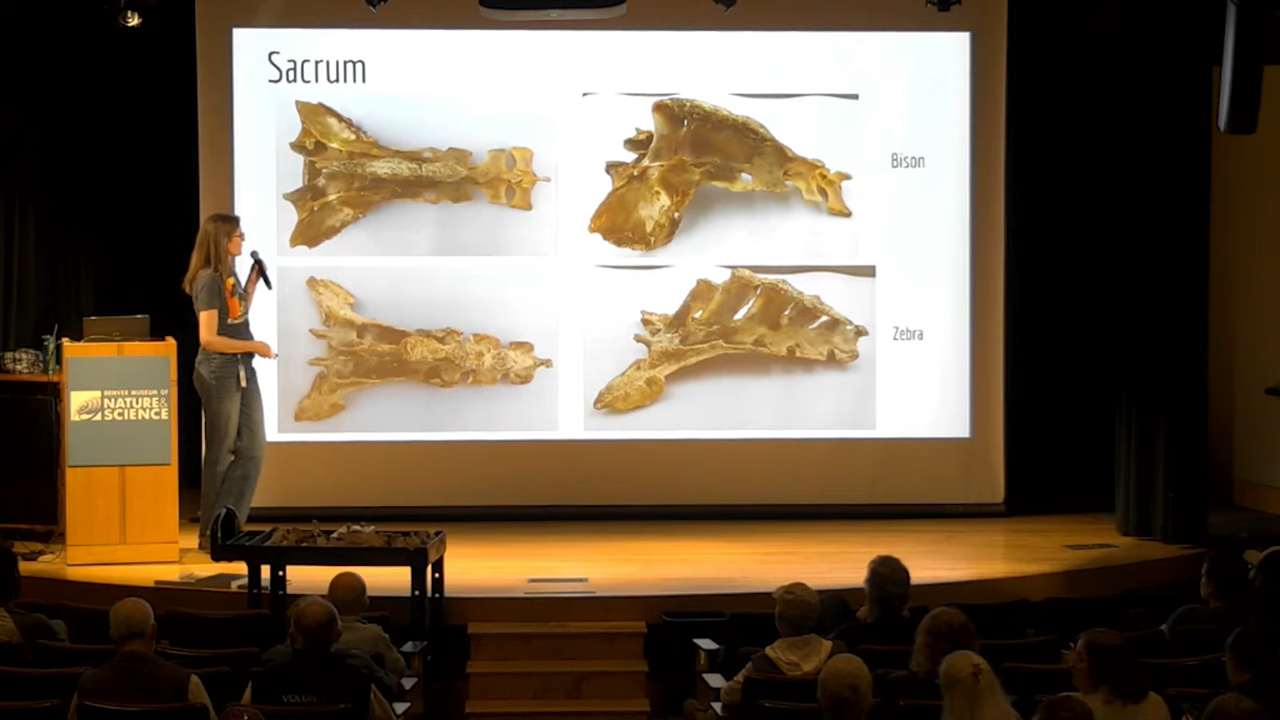 Sacrum
Bison
Zebra
DENVER MUSEUM OF
NATURE&
SCIENCE